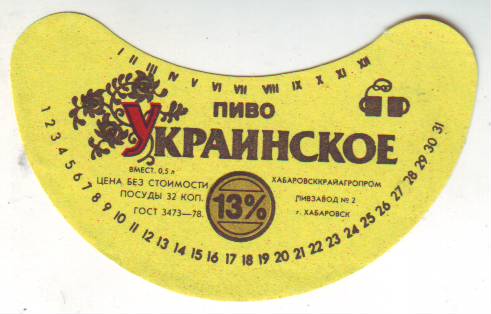 I II III IV V VI VII VIII IX X XI XII
ПИВО
УКРАИНСКОЕ
ВМЕСТ. 0,5 л
ЦЕНА БЕЗ СТОИМОСТИ
ПОСУДЫ 32 КОП.
ГОСТ 3473—78.
13%
ХАБАРОВСККРАЙАГРОПРОМ
ПИВЗАВОД № 2
г. ХАБАРОВСК
1 2 3 4 5 6 7 8 9 10 11 12 13 14 15 16 17 18 19 20 21 22 23 24 25 26 27 28 29 30 31